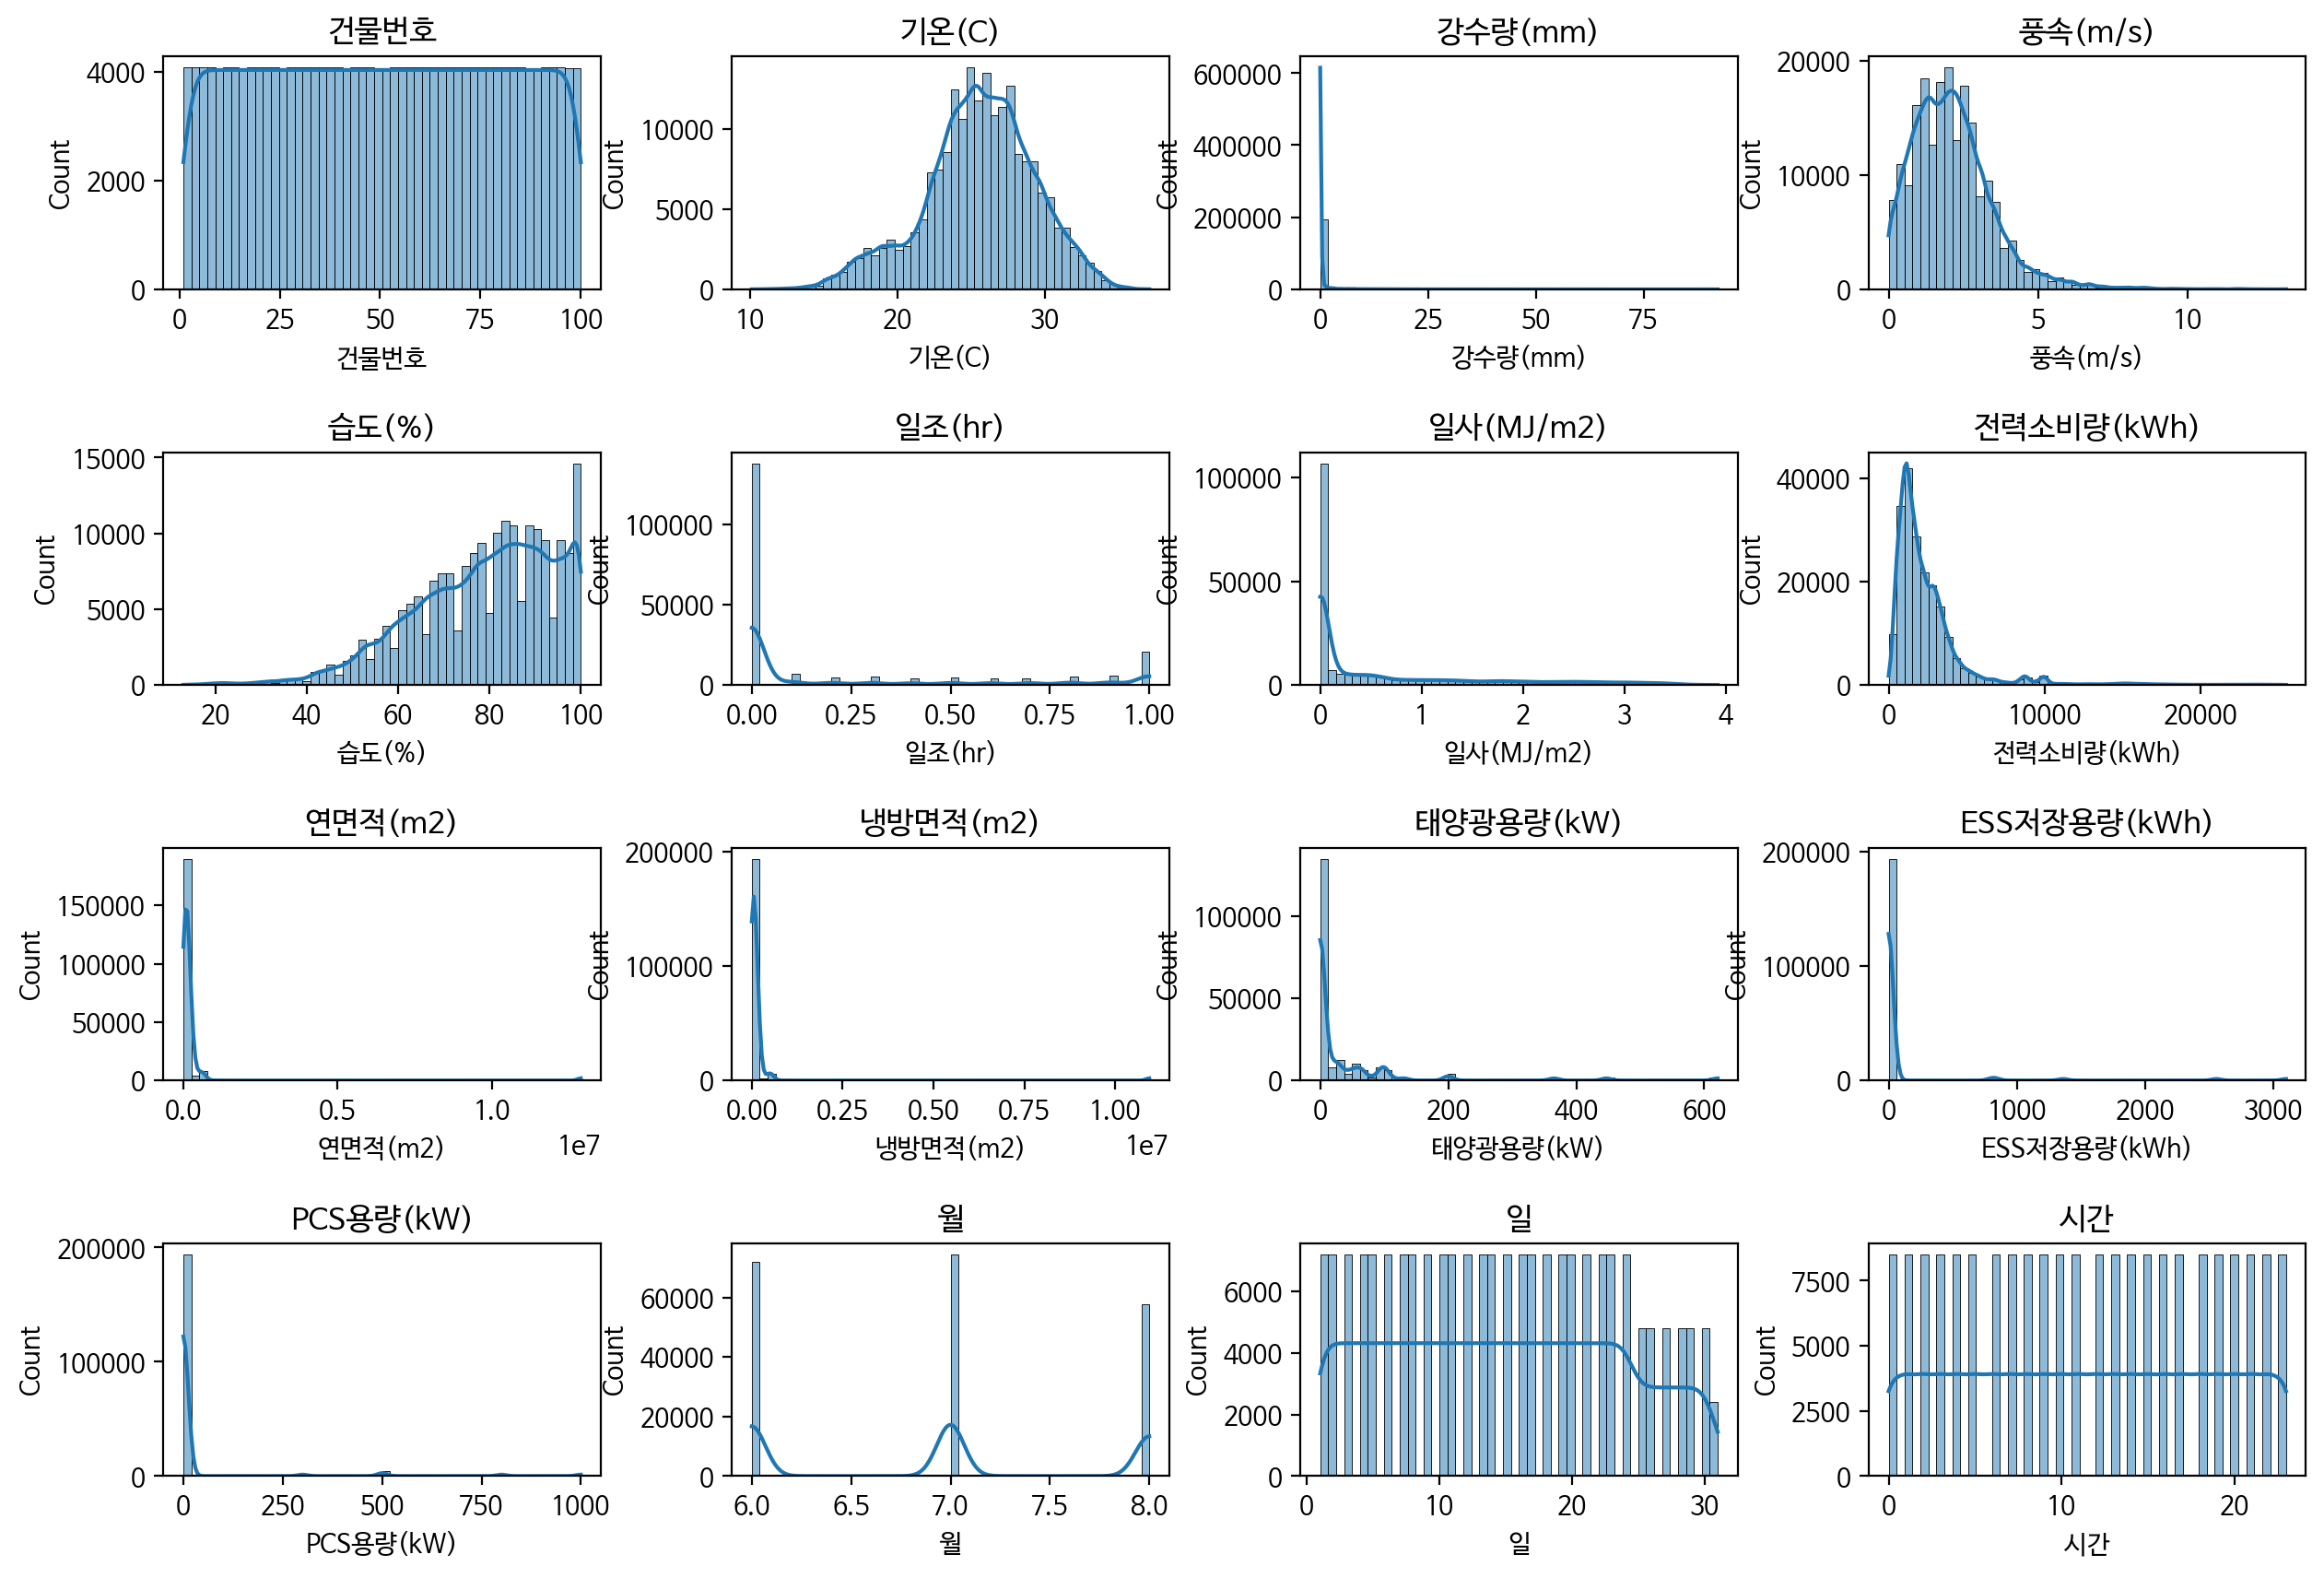 건물번호
기온(C)
강수량(mm)
풍속(m/s)
Count
4000
2000
0
0 25 50 75 100
건물번호
Count
10000
5000
0
10 20 30
기온(C)
Count
600000
400000
200000
0
0 25 50 75
강수량(mm)
Count
20000
10000
0
0 5 10
풍속(m/s)
습도(%)
일조(hr)
일사(MJ/m2)
전력소비량(kWh)
Count
15000
10000
5000
0
20 40 60 80 100
습도(%)
Count
100000
50000
0
0.00 0.25 0.50 0.75 1.00
일조(hr)
Count
100000
50000
0
0 1 2 3 4
일사(MJ/m2)
Count
40000
20000
0
0 10000 20000
전력소비량(kWh)
연면적(m2)
냉방면적(m2)
태양광용량(kW)
ESS저장용량(kWh)
Count
150000
100000
50000
0
0.0 0.5 1.0
1e7
연면적(m2)
Count
200000
100000
0
0.00 0.25 0.50 0.75 1.00
1e7
냉방면적(m2)
Count
100000
50000
0
0 200 400 600
태양광용량(kW)
Count
200000
100000
0
0 1000 2000 3000
ESS저장용량(kWh)
PCS용량(kW)
월
일
시간
Count
200000
100000
0
0 250 500 750 1000
PCS용량(kW)
Count
60000
40000
20000
0
6.0 6.5 7.0 7.5 8.0
월
Count
6000
4000
2000
0
0 10 20 30
일
Count
7500
5000
2500
0
0 10 20
시간